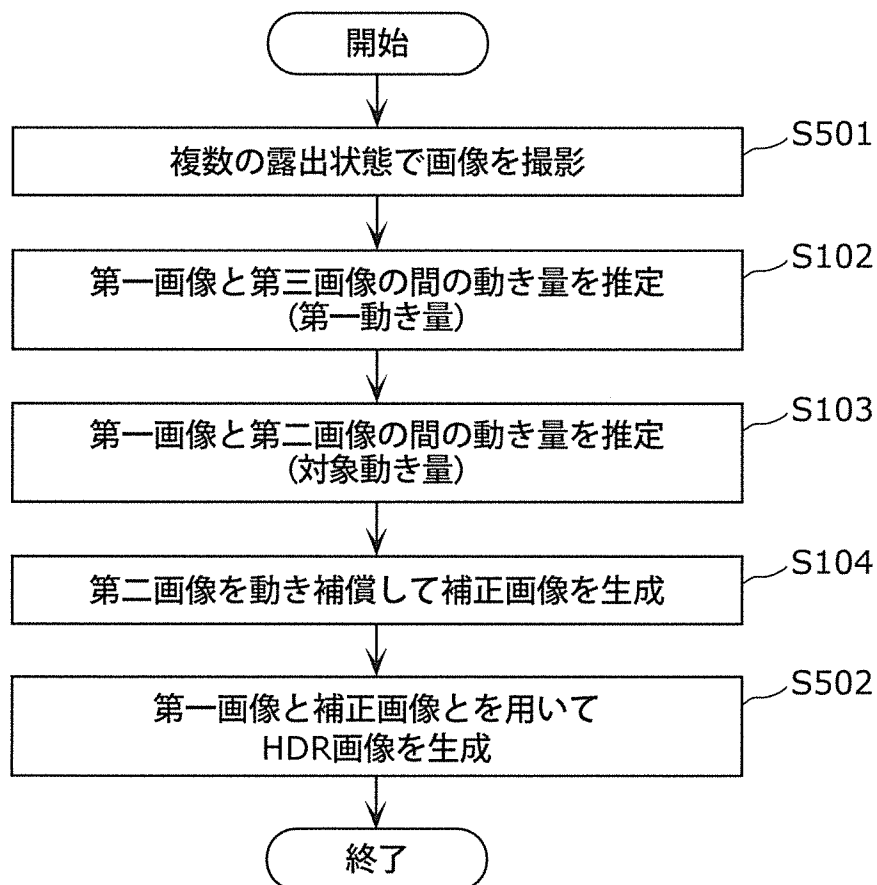 開始
S501
複数の露出状態で画像を撮影
S102
第一画像と第三画像の間の動き量を推定
(第一動き量)
S103
第一画像と第二画像の間の動き量を推定
(対象動き量)
S104
第二画像を動き補償して補正画像を生成
S502
第一画像と補正画像とを用いて
HDR画像を生成
終了